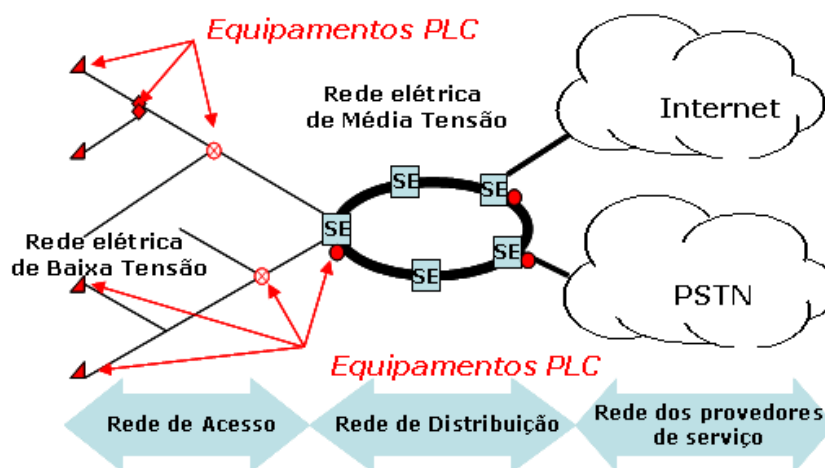 Equipamentos PLC
Rede elétrica
de Média Tensão
Internet
SE
SE
SE
Rede elétrica
de Baixa Tensão
SE
SE
PSTN
Equipamentos PLC
Rede de Acesso
Rede de Distribuição
Rede dos provedores
de serviço